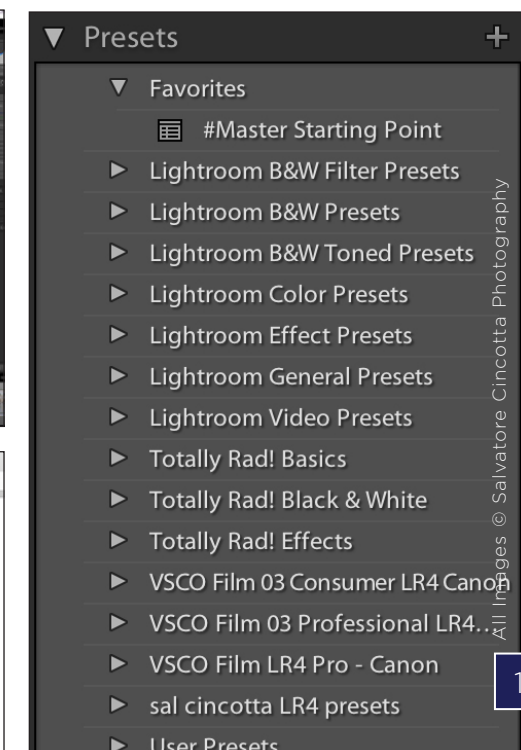 Presets
Favorites
#Master Starting Point
Lightroom B&W Filter Presets
Lightroom B&W Presets
Lightroom B&W Toned Presets
Lightroom Color Presets
Lightroom Effect Presets
Lightroom General Presets
Lightroom Video Presets
Totally Rad! Basics
Totally Rad! Black & White
Totally Rad! Effects
VSCO Film 03 Consumer LR4 Canon
VSCO Film 03 Professional LR4...
VSCO Film LR4 Pro - Canon
sal cincotta LR4 presets
User Presets
All Images © Salvatore Cincotta Photography
1